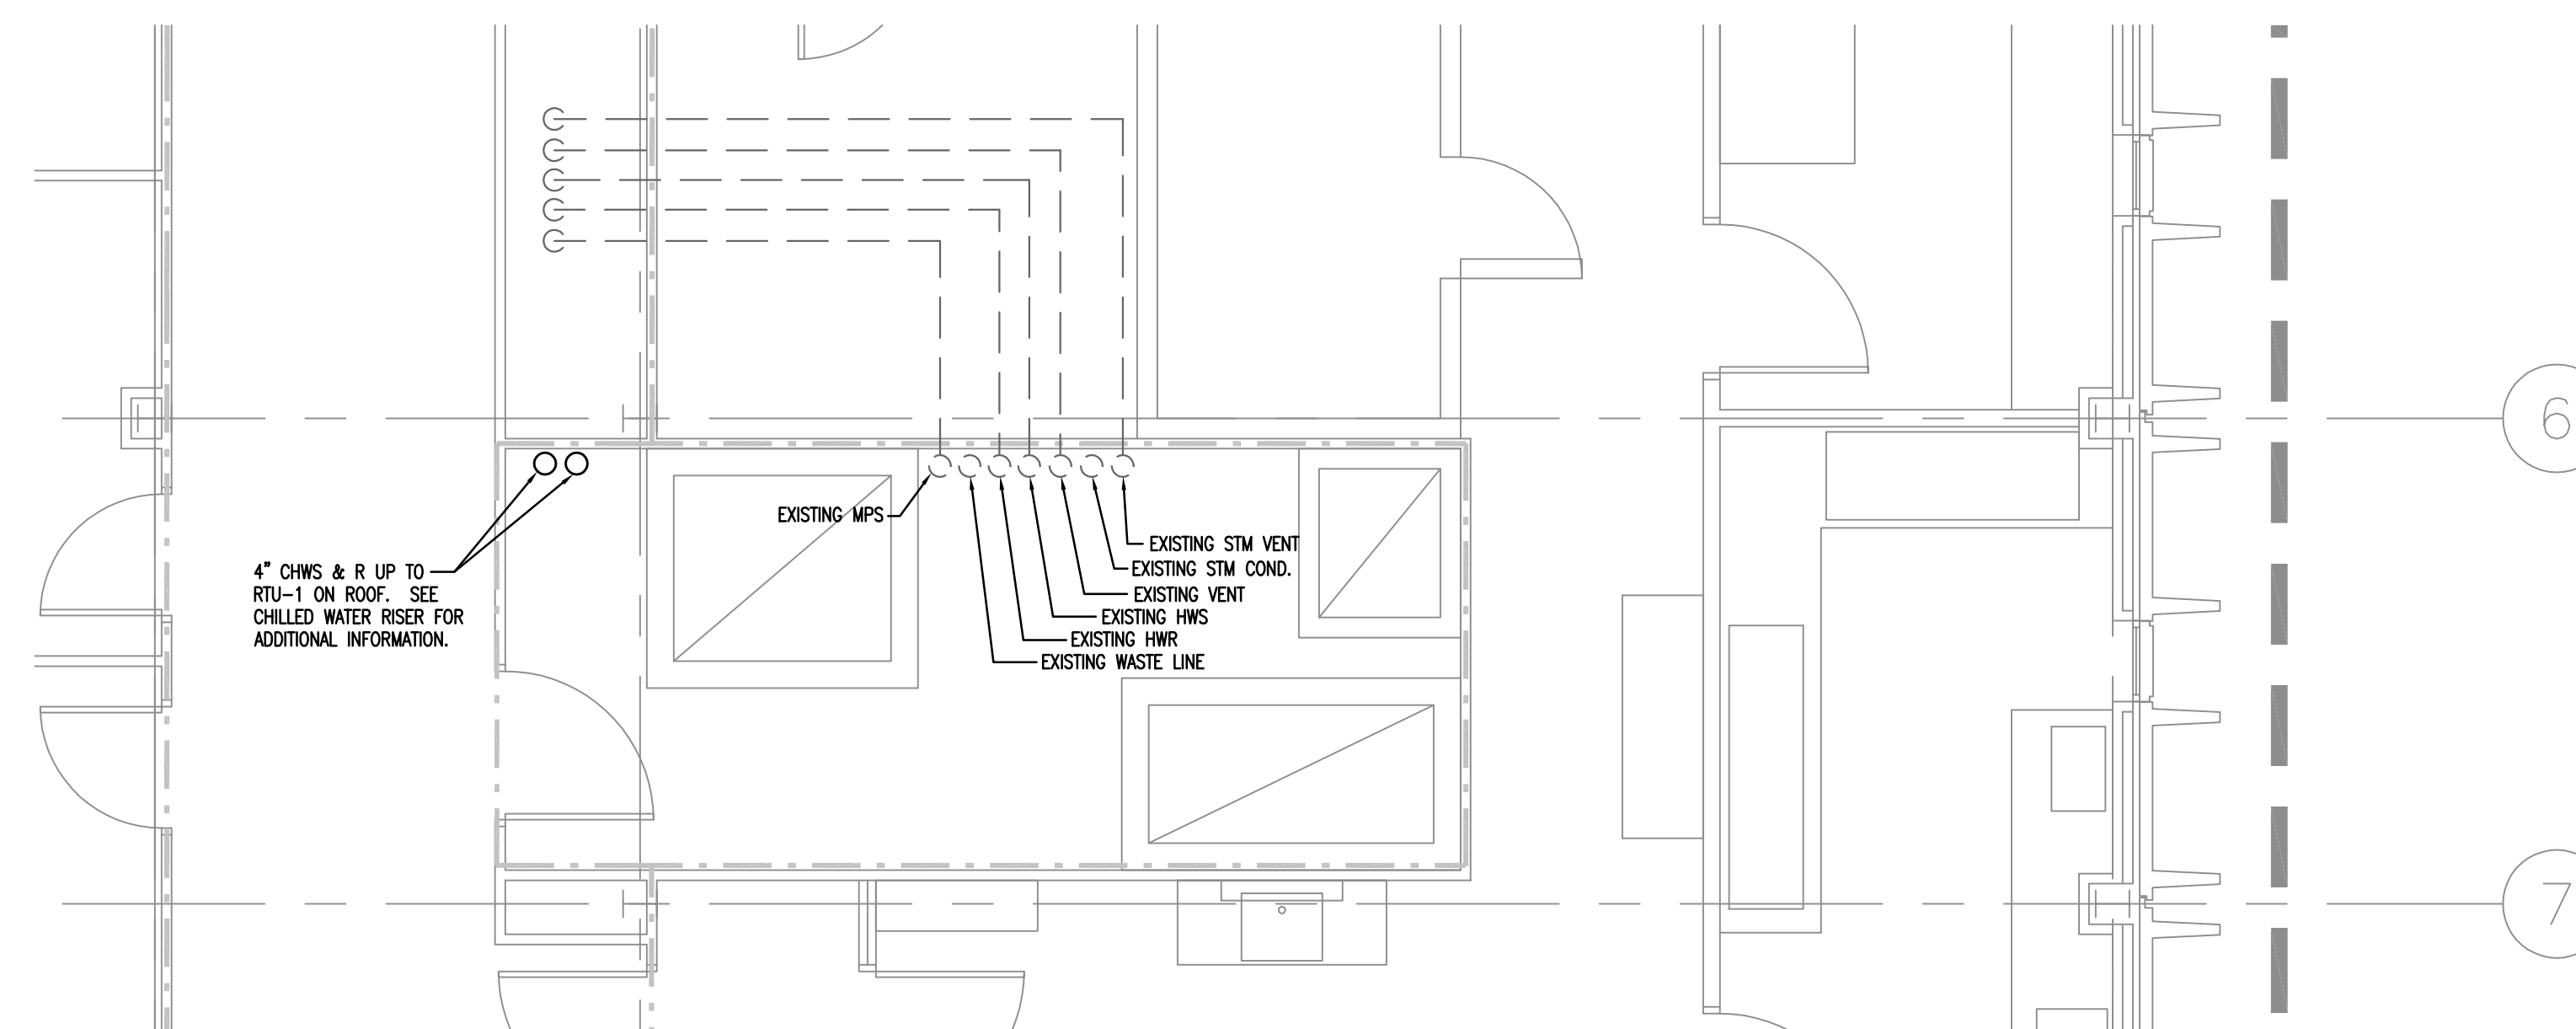 6
EXISTING MPS
EXISTING STM VENT
EXISTING STM COND.
EXISTING VENT
EXISTING HWS
EXISTING HWR
EXISTING WASTE LINE
4" CHWS & R UP TO
RTU-1 ON ROOF. SEE
CHILLED WATER RISER FOR
ADDITIONAL INFORMATION.
7